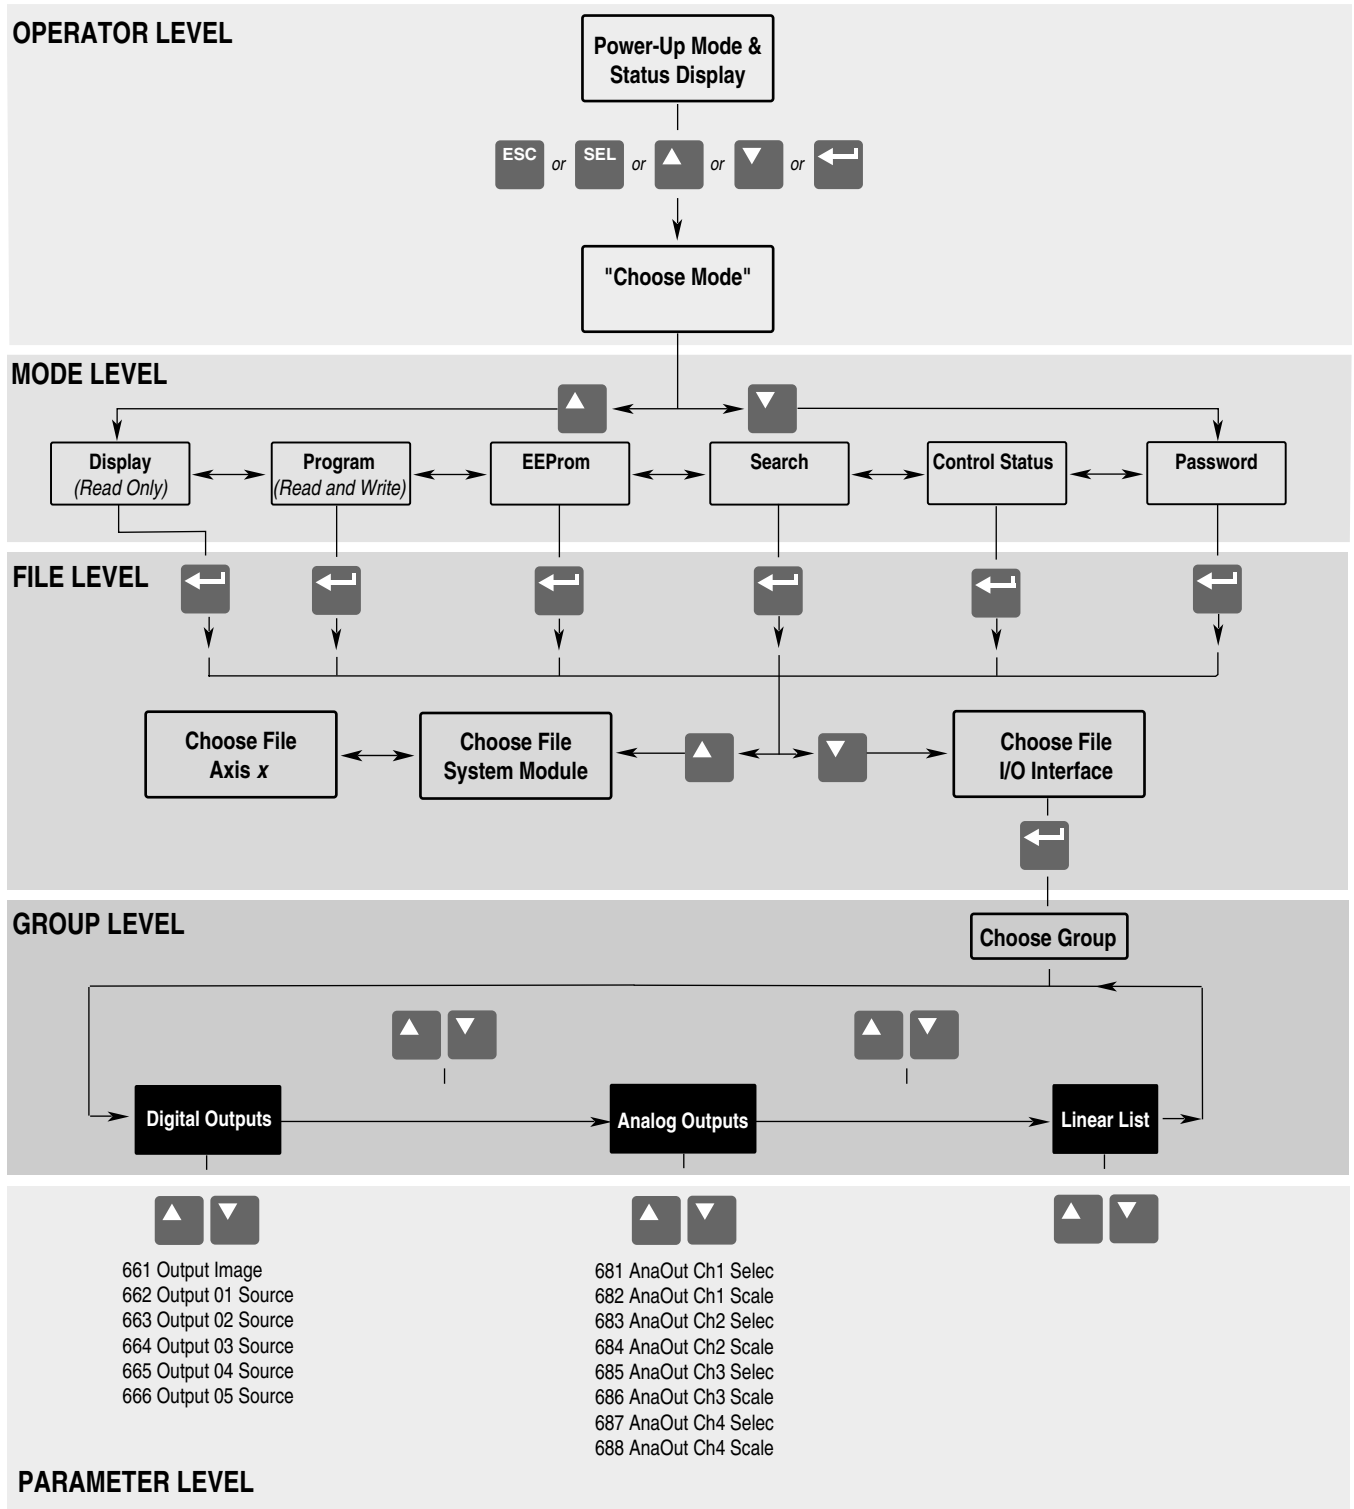 OPERATOR LEVEL
Power-Up Mode &
Status Display
ESC or SEL or or or
"Choose Mode"
MODE LEVEL
Display
(Read Only)
Program
(Read and Write)
EEProm
Search
Control Status
Password
FILE LEVEL
Choose File
Axis x
Choose File
System Module
Choose File
I/O Interface
GROUP LEVEL
Choose Group
Digital Outputs
Analog Outputs
Linear List
661 Output Image
662 Output 01 Source
663 Output 02 Source
664 Output 03 Source
665 Output 04 Source
666 Output 05 Source
681 AnaOut Ch1 Selec
682 AnaOut Ch1 Scale
683 AnaOut Ch2 Selec
684 AnaOut Ch2 Scale
685 AnaOut Ch3 Selec
686 AnaOut Ch3 Scale
687 AnaOut Ch4 Selec
688 AnaOut Ch4 Scale
PARAMETER LEVEL